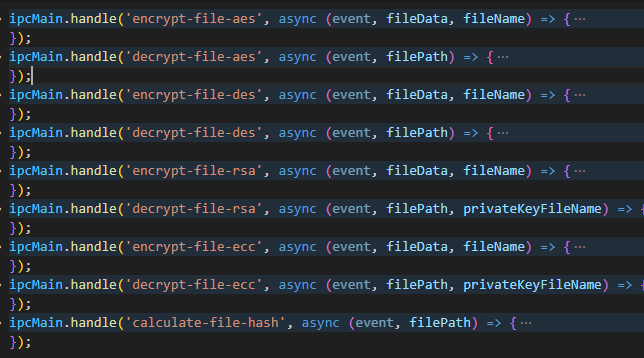 ipcMain.handle('encrypt-file-aes', async (event, fileData, fileName) => {⋯
});
ipcMain.handle('decrypt-file-aes', async (event, filePath) => {⋯
});
ipcMain.handle('encrypt-file-des', async (event, fileData, fileName) => {⋯
});
ipcMain.handle('decrypt-file-des', async (event, filePath) => {⋯
});
ipcMain.handle('encrypt-file-rsa', async (event, fileData, fileName) => {⋯
});
ipcMain.handle('decrypt-file-rsa', async (event, filePath, privateKeyFileName) => {
});
ipcMain.handle('encrypt-file-ecc', async (event, fileData, fileName) => {⋯
});
ipcMain.handle('decrypt-file-ecc', async (event, filePath, privateKeyFileName) => {
});
ipcMain.handle('calculate-file-hash', async (event, filePath) => {⋯
});